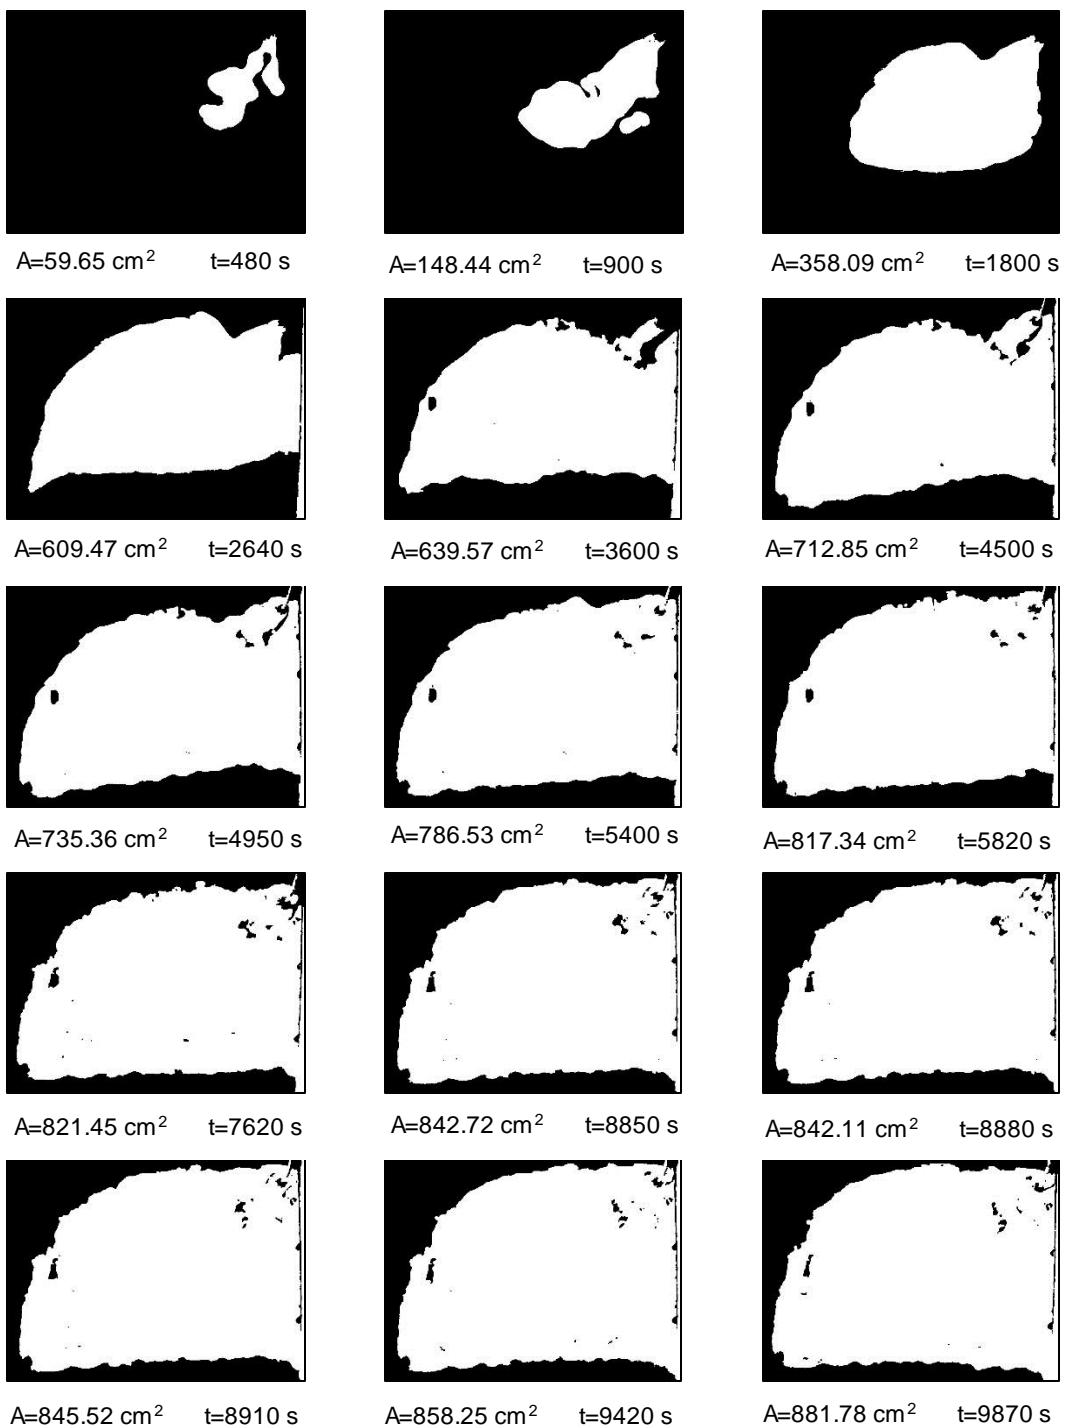 A=59.65 cm² t=480 s
A=148.44 cm² t=900 s
A=358.09 cm² t=1800 s
A=609.47 cm² t=2640 s
A=639.57 cm² t=3600 s
A=712.85 cm² t=4500 s
A=735.36 cm² t=4950 s
A=786.53 cm² t=5400 s
A=817.34 cm² t=5820 s
A=821.45 cm² t=7620 s
A=842.72 cm² t=8850 s
A=842.11 cm² t=8880 s
A=845.52 cm² t=8910 s
A=858.25 cm² t=9420 s
A=881.78 cm² t=9870 s